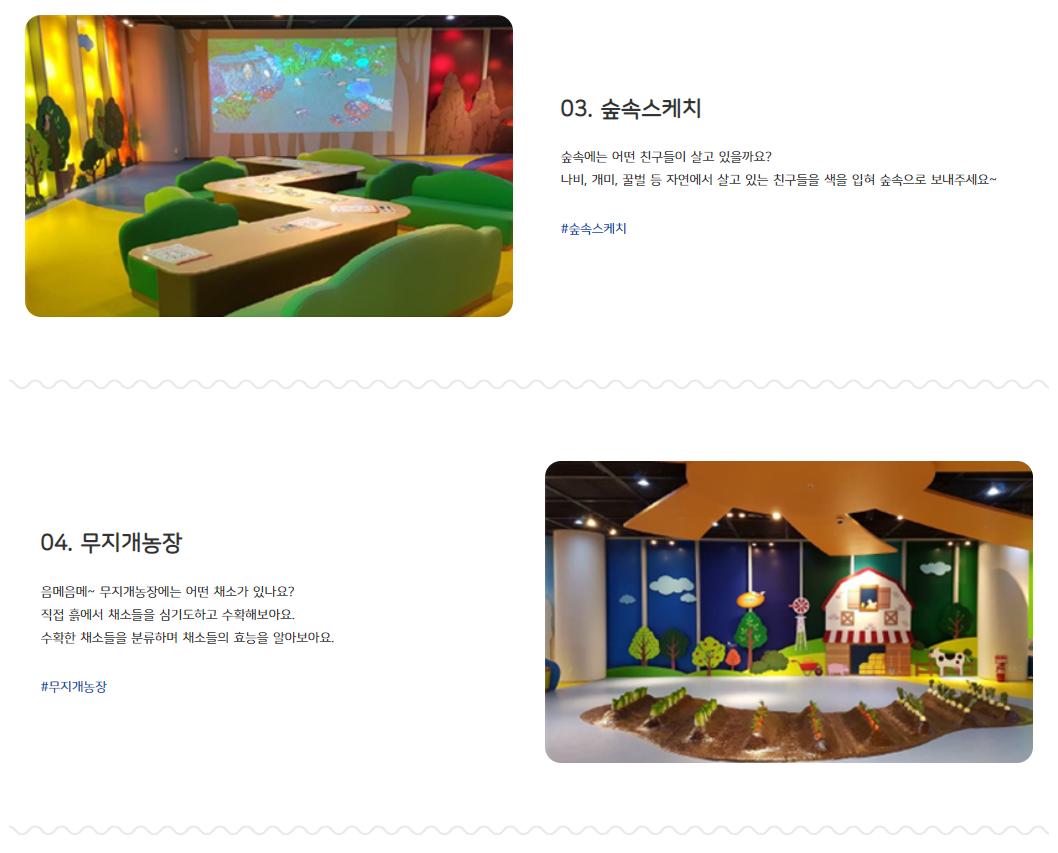 03. 숲속스케치
숲속에는 어떤 친구들이 살고 있을까요?
나비, 개미, 꿀벌 등 자연에서 살고 있는 친구들을 색을 입혀 숲속으로 보내주세요~
#숲속스케치
04. 무지개농장
음메음메~ 무지개농장에는 어떤 채소가 있나요?
직접 흙에서 채소들을 심기도하고 수확해보아요.
수확한 채소들을 분류하며 채소들의 효능을 알아보아요.
#무지개농장